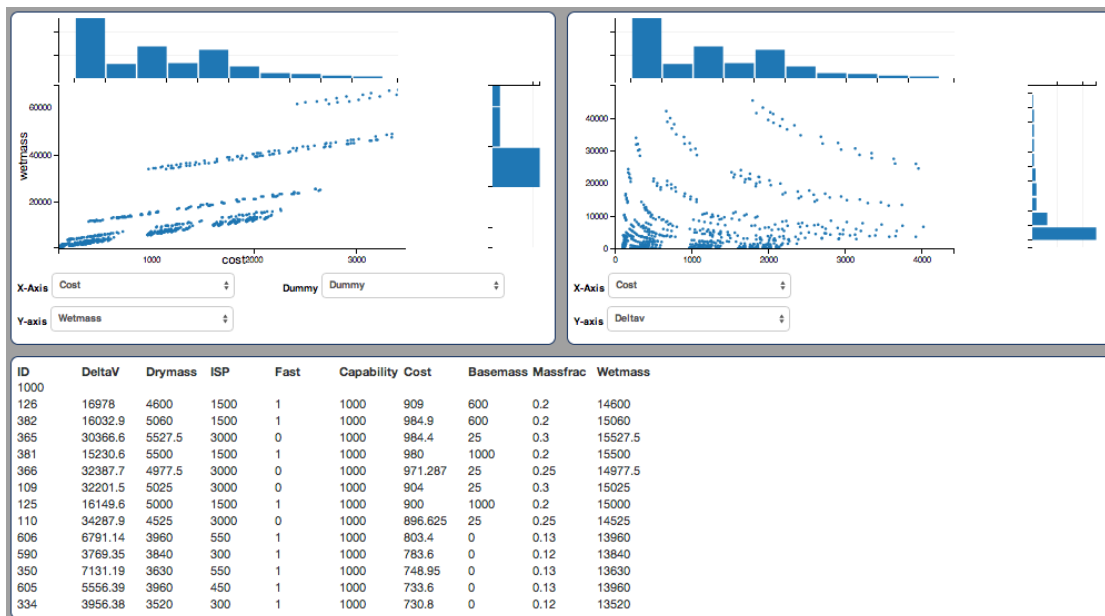 60000
40000
20000
wetmass
1000
2000
3000
cost
X-Axis Cost
Dummy Dummy
Y-axis Wetmass
40000
30000
20000
10000
0
0
1000
2000
3000
4000
X-Axis Cost
Y-axis Deltav
ID DeltaV Drymass ISP Fast Capability Cost Basemass Massfrac Wetmass
1000
126 16978 4600 1500 1 1000 909 600 0.2 14600
382 16032.9 5060 1500 1 1000 984.9 600 0.2 15060
365 30366.6 5527.5 3000 0 1000 984.4 25 0.3 15527.5
381 15230.6 5500 1500 1 1000 980 1000 0.2 15500
366 32387.7 4977.5 3000 0 1000 971.287 25 0.25 14977.5
109 32201.5 5025 3000 0 1000 904 25 0.3 15025
125 16149.6 5000 1500 1 1000 900 1000 0.2 15000
110 34287.9 4525 3000 0 1000 896.625 25 0.25 14525
606 6791.14 3960 550 1 1000 803.4 0 0.13 13960
590 3769.35 3840 300 1 1000 783.6 0 0.12 13840
350 7131.19 3630 550 1 1000 748.95 0 0.13 13630
605 5556.39 3960 450 1 1000 733.6 0 0.13 13960
334 3956.38 3520 300 1 1000 730.8 0 0.12 13520